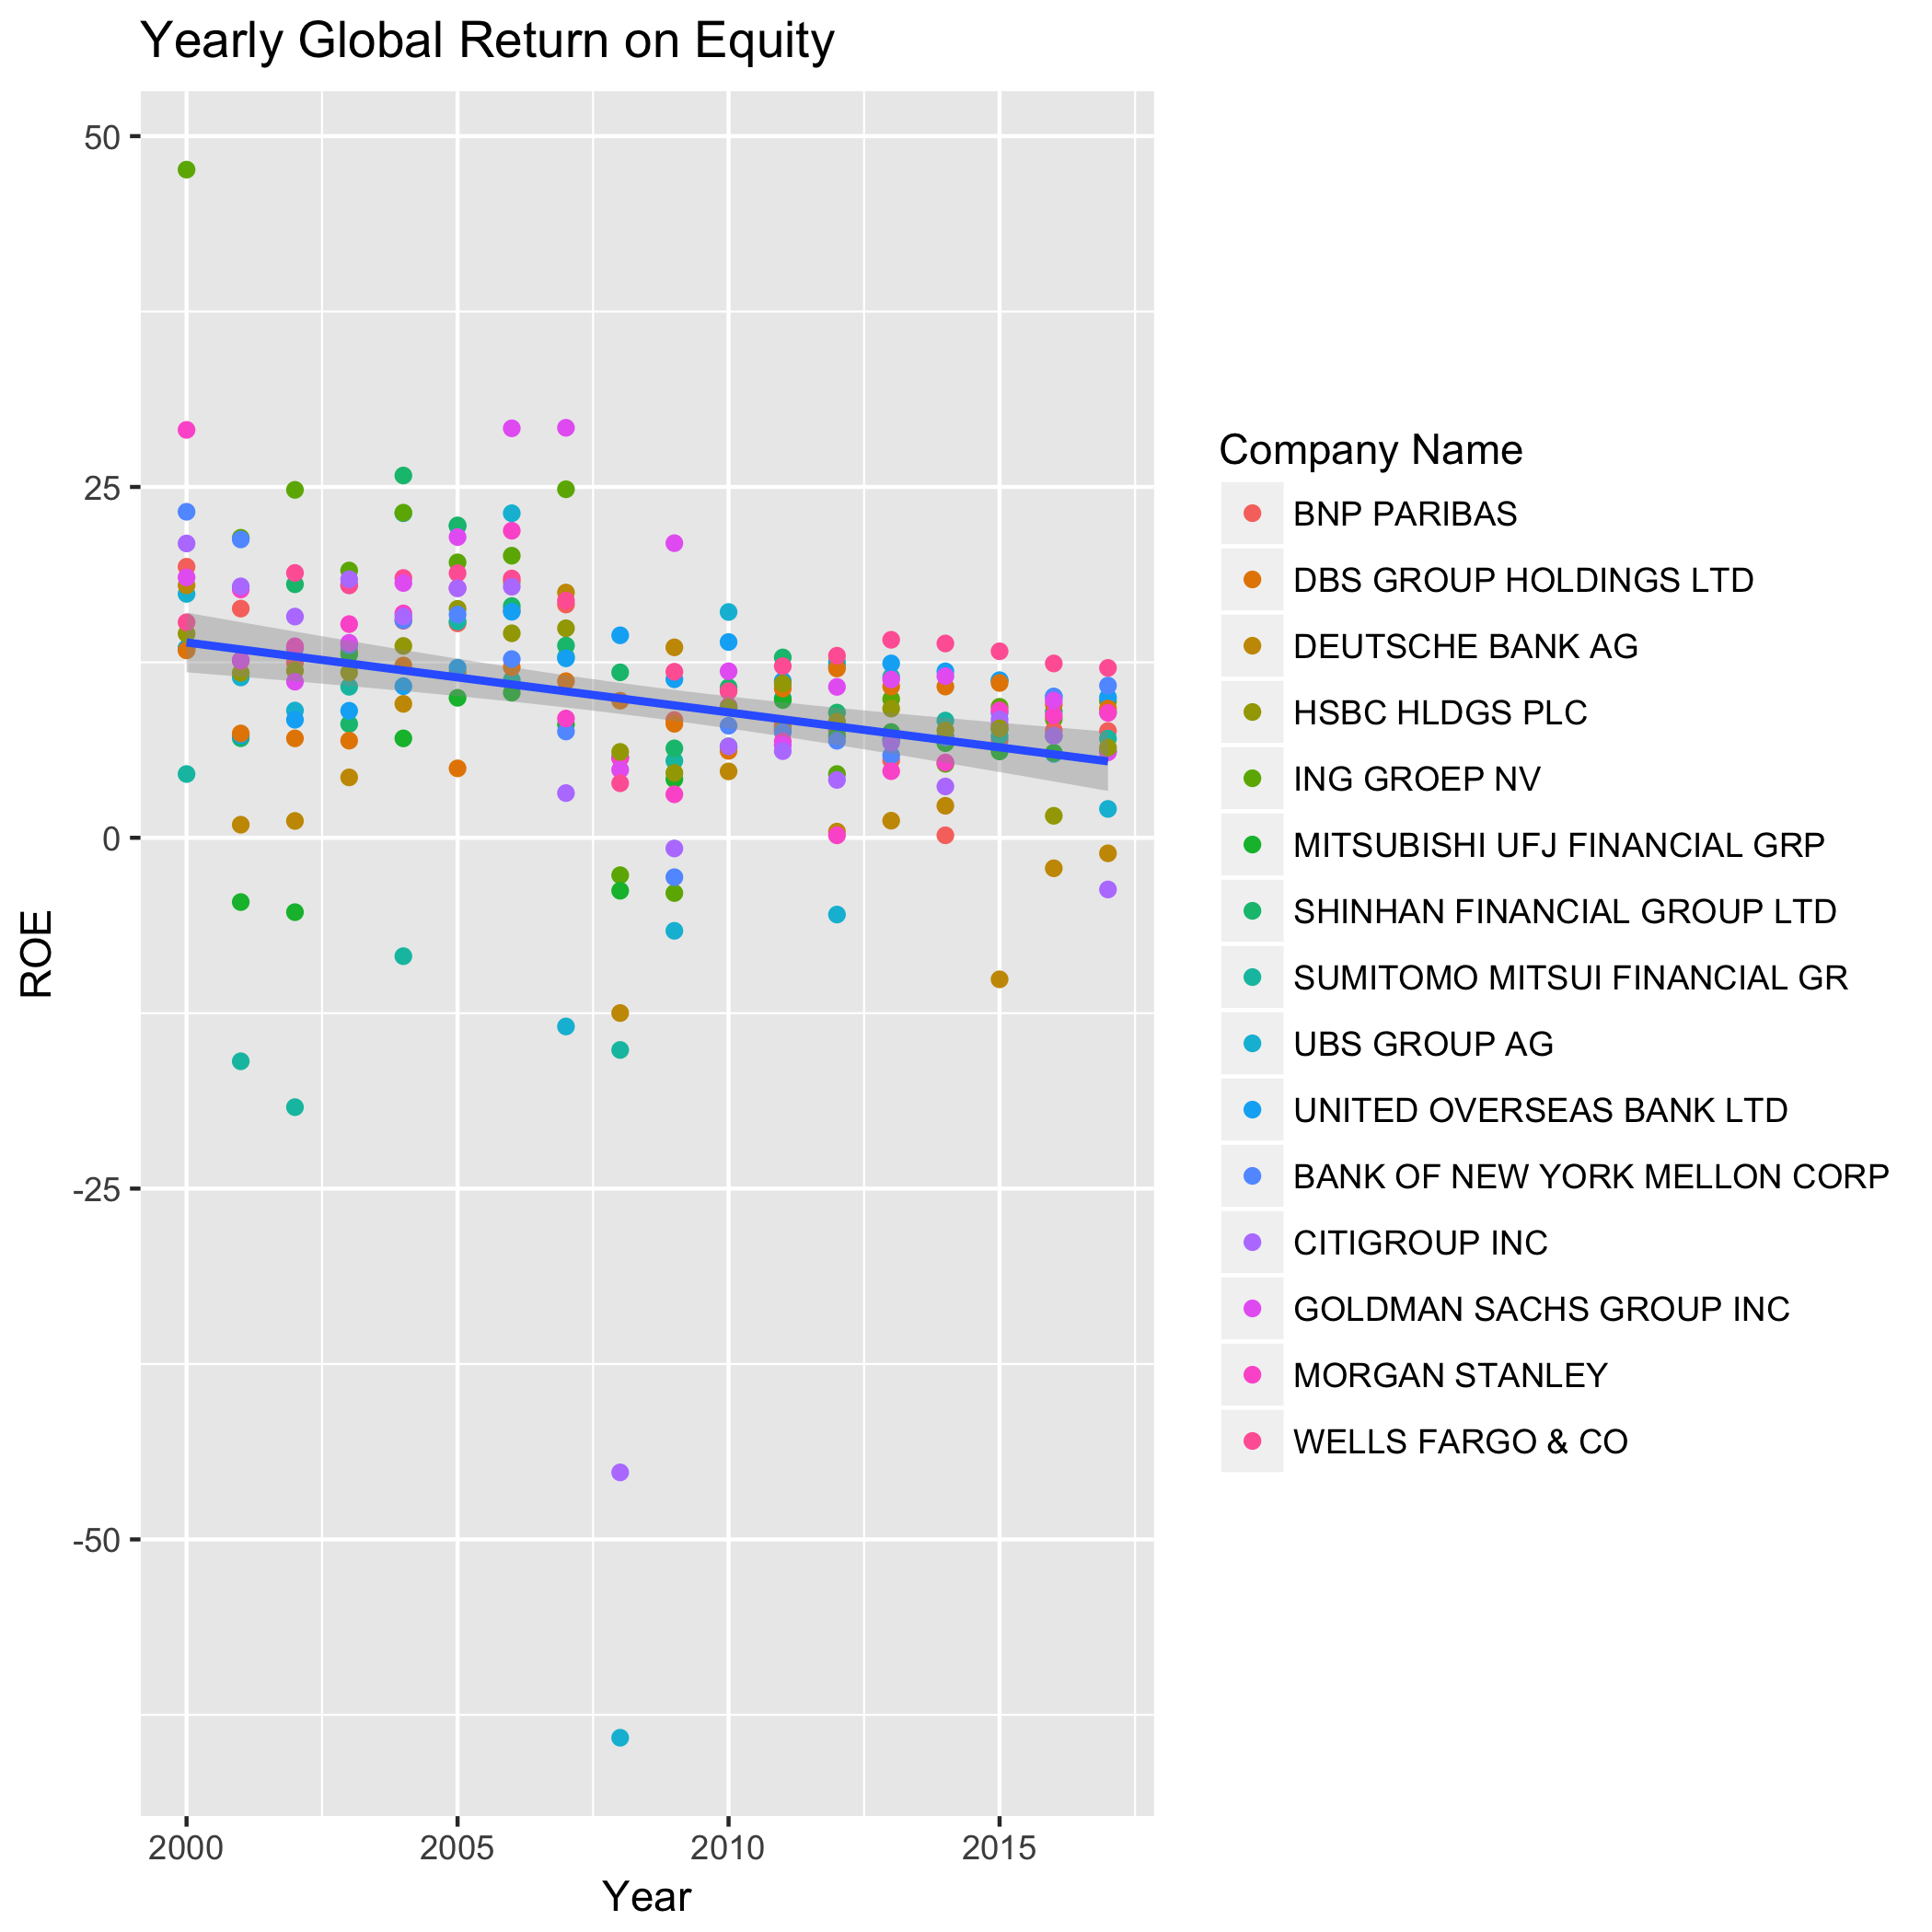 Yearly Global Return on Equity
50
25
0
-25
-50
ROE
2000 2005 2010 2015
Year
Company Name
BNP PARIBAS
DBS GROUP HOLDINGS LTD
DEUTSCHE BANK AG
HSBC HLDGS PLC
ING GROEP NV
MITSUBISHI UFJ FINANCIAL GRP
SHINHAN FINANCIAL GROUP LTD
SUMITOMO MITSUI FINANCIAL GR
UBS GROUP AG
UNITED OVERSEAS BANK LTD
BANK OF NEW YORK MELLON CORP
CITIGROUP INC
GOLDMAN SACHS GROUP INC
MORGAN STANLEY
WELLS FARGO & CO